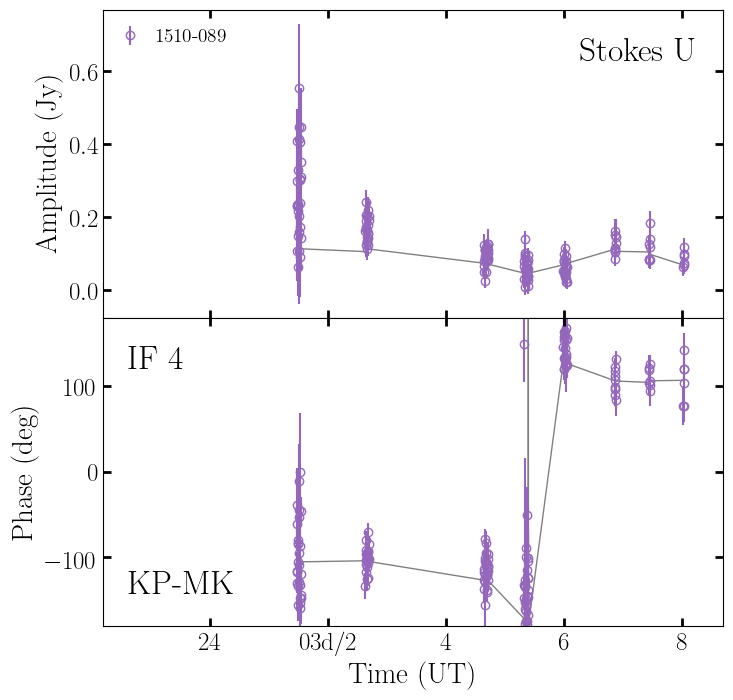 1510-089
Stokes U
0.6
0.4
0.2
0.0
Amplitude (Jy)
IF 4
100
0
−100
Phase (deg)
KP-MK
24 03d/2 4 6 8
Time (UT)